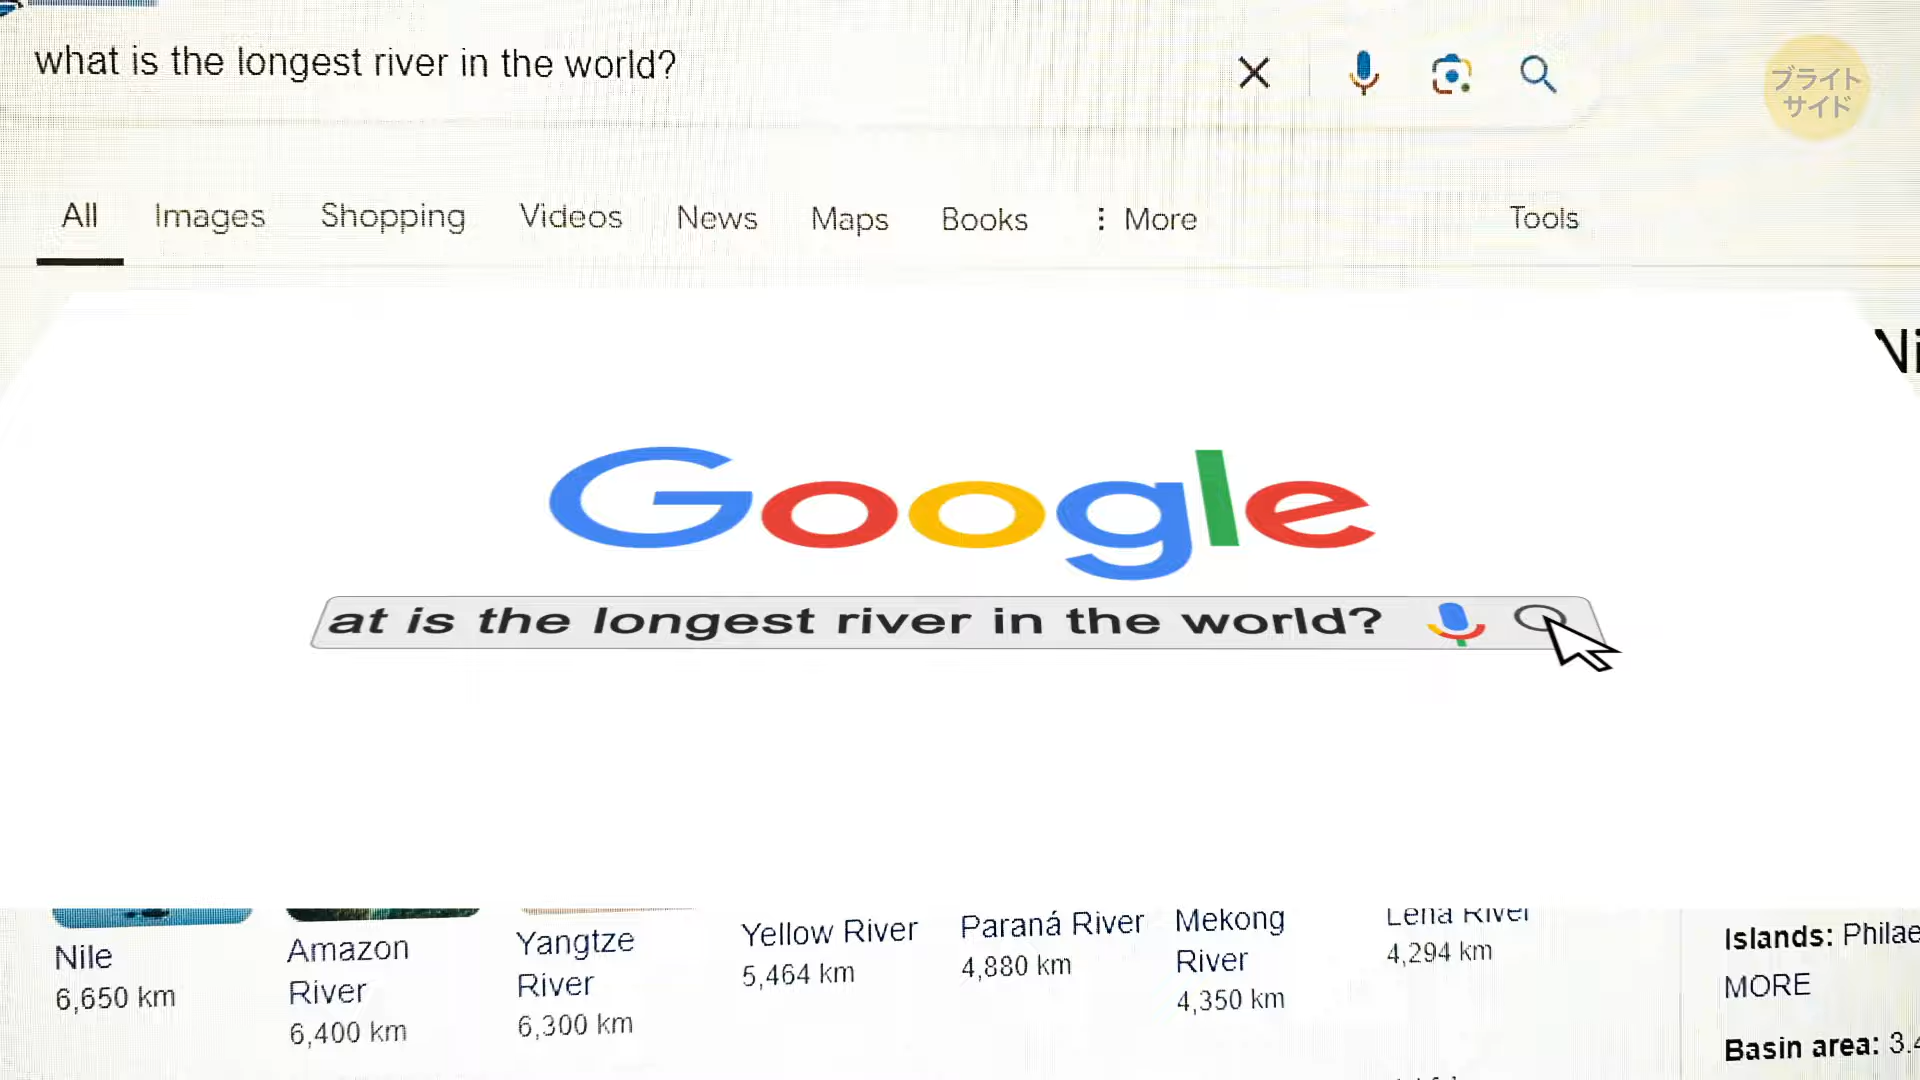 what is the longest river in the world?
ブライト
サイド
All Images Shopping Videos News Maps Books More Tools
Ni
Google
at is the longest river in the world?
Nile
6,650 km
Amazon
River
6,400 km
Yangtze
River
6,300 km
Yellow River
5,464 km
Paraná River
4,880 km
Mekong
River
4,350 km
Lena River
4,294 km
Islands: Philae
MORE
Basin area: 3.4